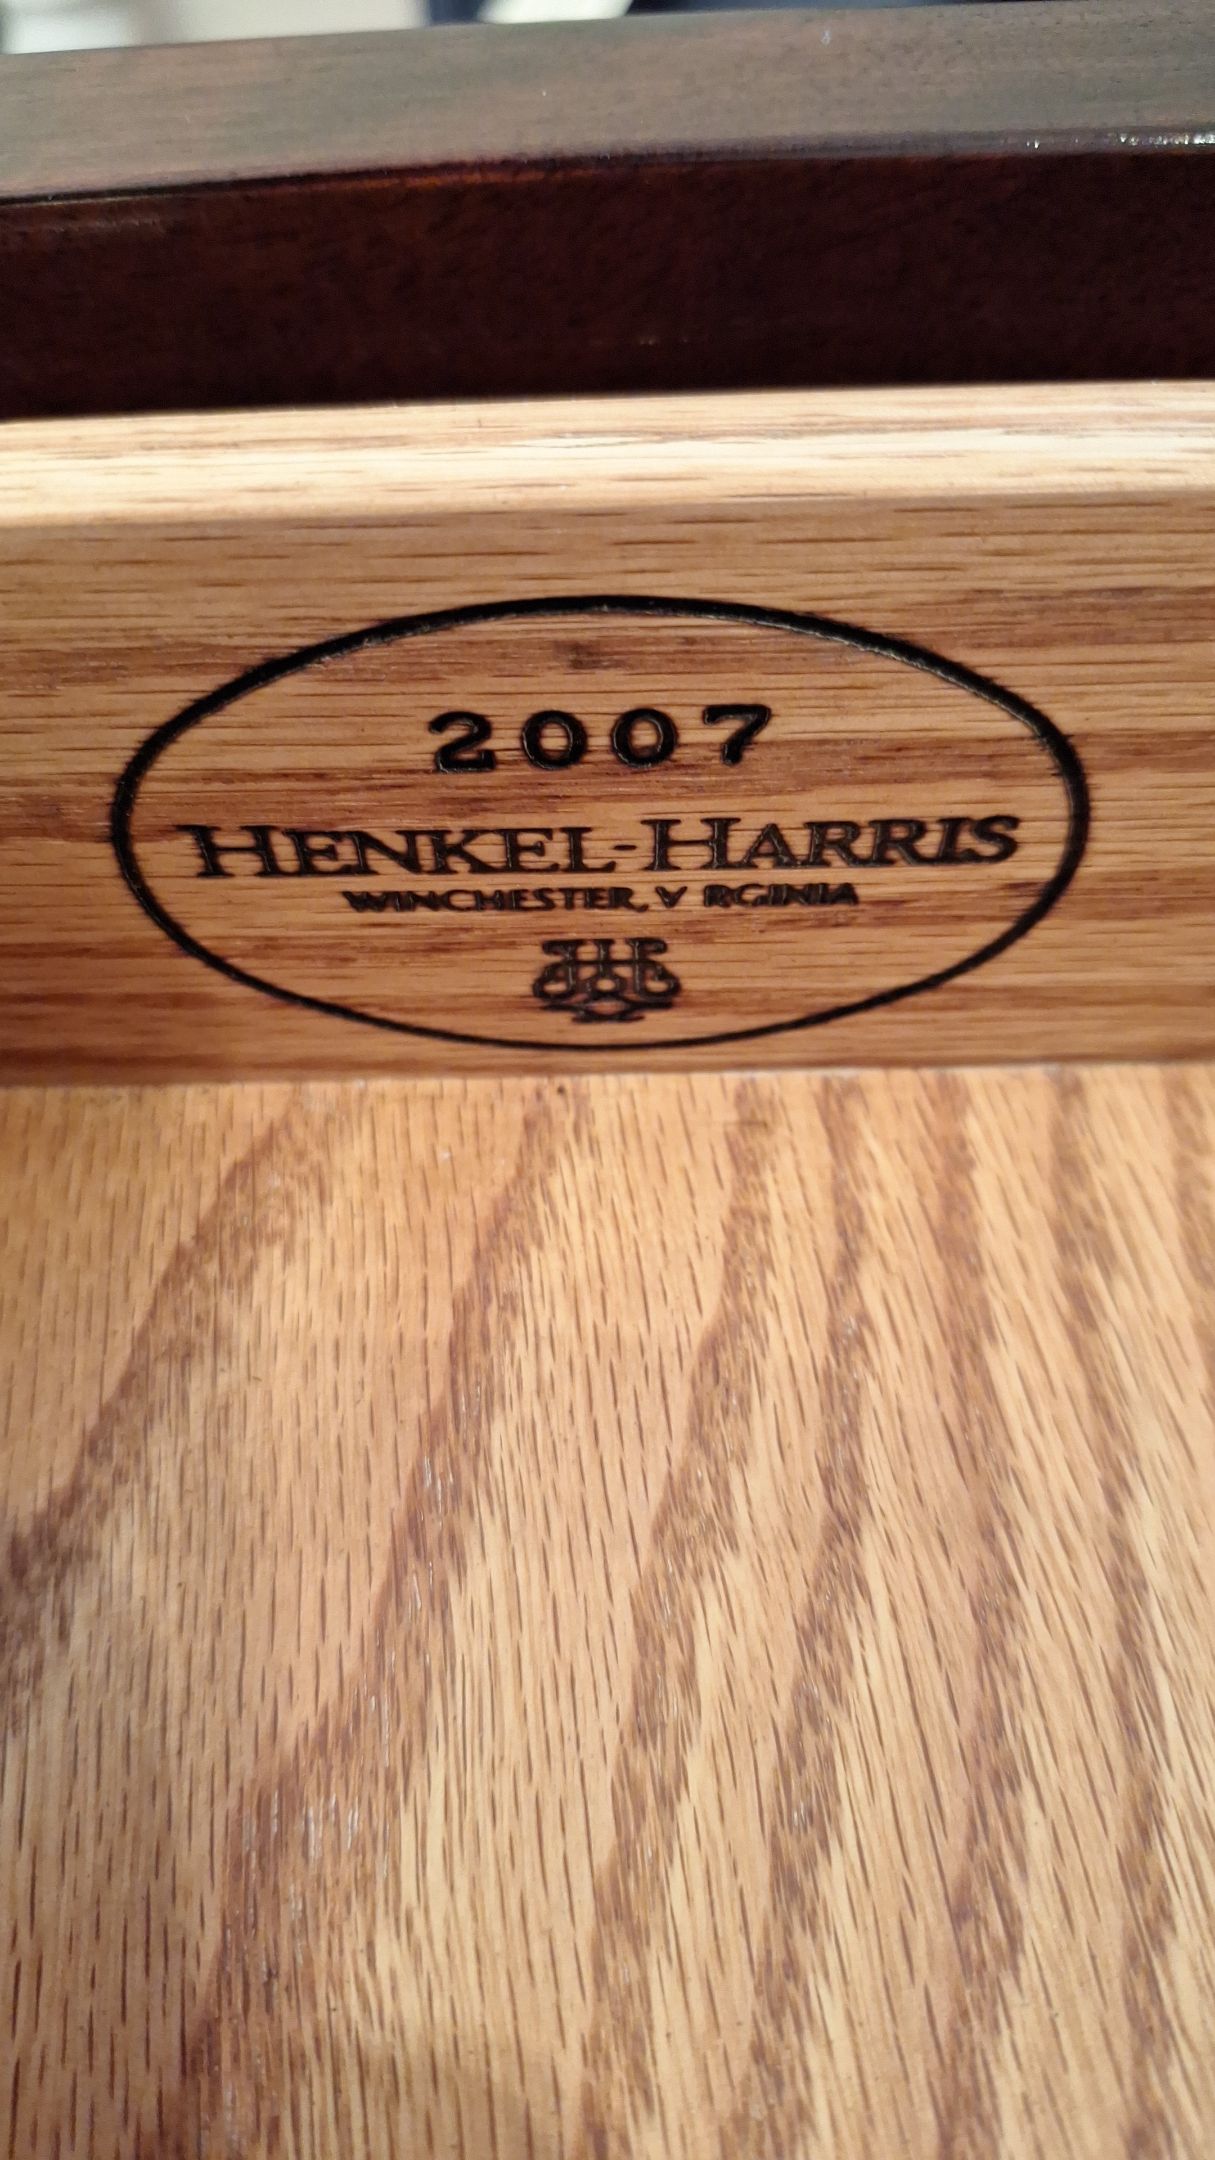 2007
HENKEL-HARRIS
WINCHESTER, V RGINIA